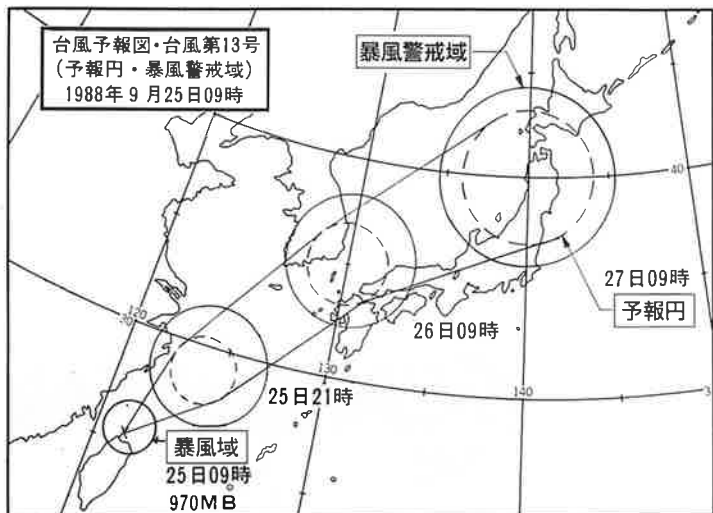 台風予報図・台風第13号
(予報円・暴風警戒域)
1988年9月25日09時
暴風警戒域
40
27日09時
予報円
26日09時
120
30
130
140
3
25日21時
暴風域
25日09時
970MB